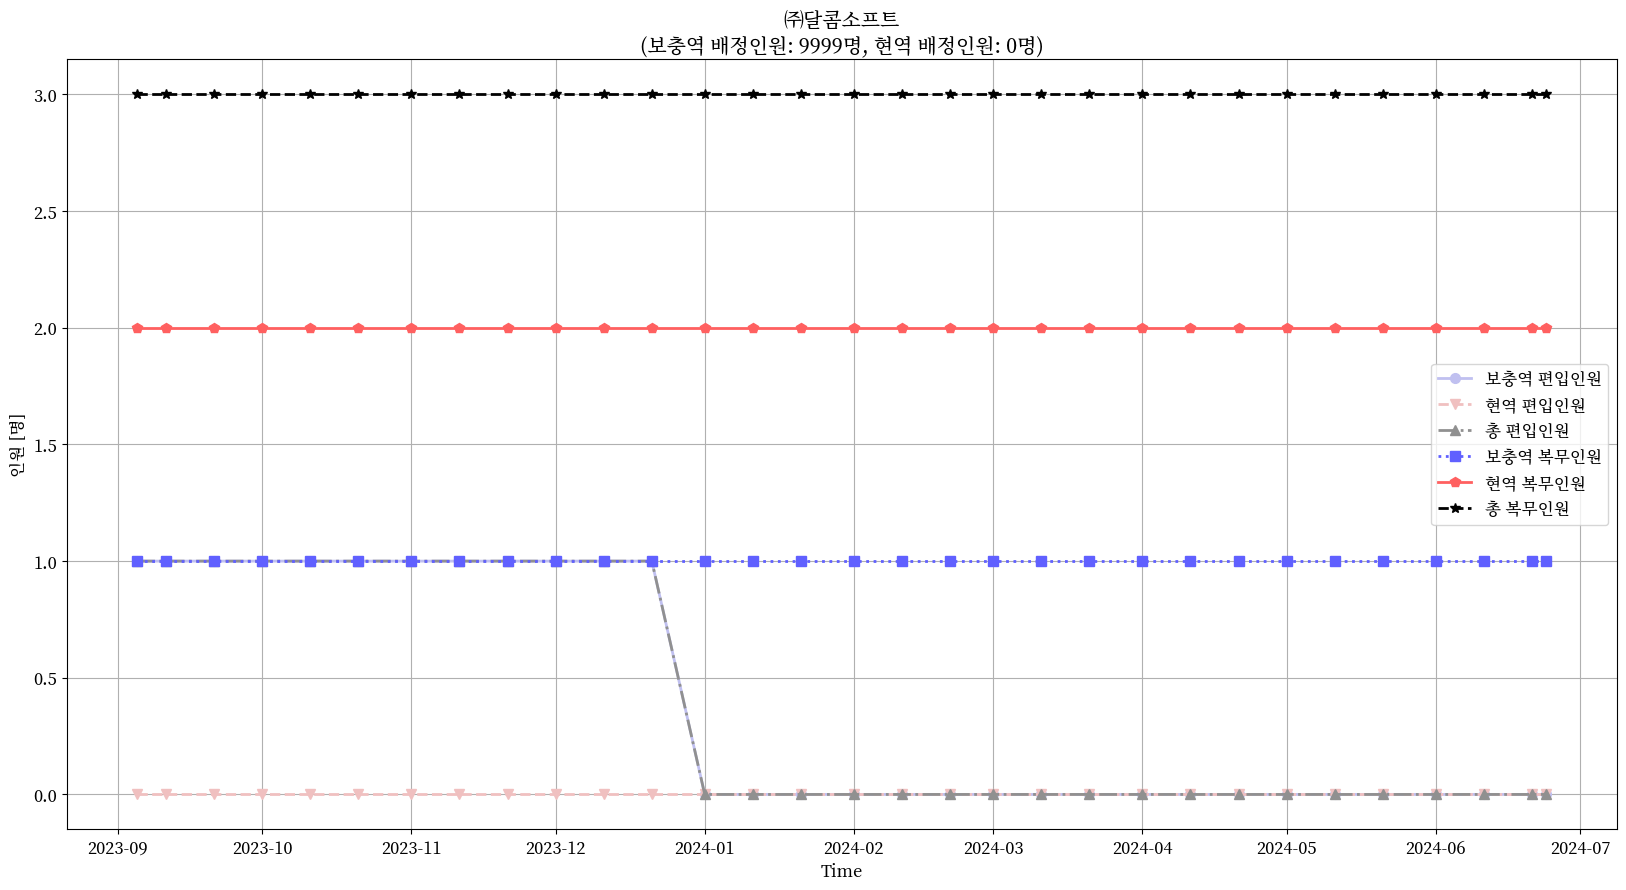 ㈜달콤소프트
(보충역 배정인원: 9999명, 현역 배정인원: 0명)
3.0
2.5
2.0
1.5
1.0
0.5
0.0
인원 [명]
보충역 편입인원
현역 편입인원
총 편입인원
보충역 복무인원
현역 복무인원
총 복무인원
2023-09 2023-10 2023-11 2023-12 2024-01 2024-02 2024-03 2024-04 2024-05 2024-06 2024-07
Time